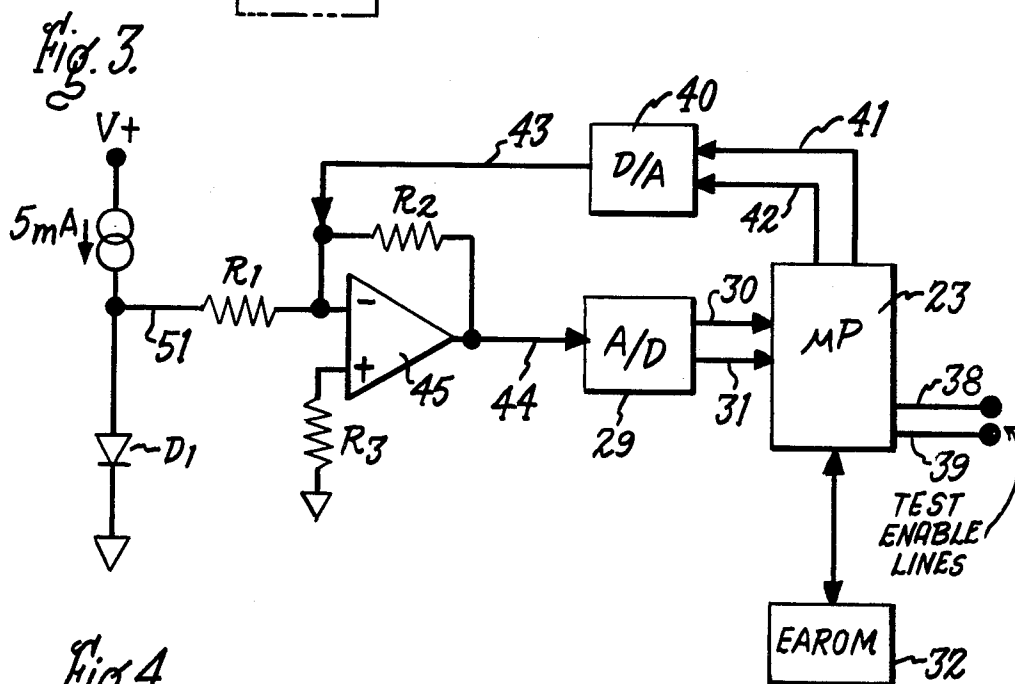 Fig. 3.
V+
5mA
R1
51
D1
R2
R3
43
45
44
D/A
40
41
42
A/D
29
30
31
μP
23
38
39
TEST
ENABLE
LINES
EAROM
32
Fig. 4